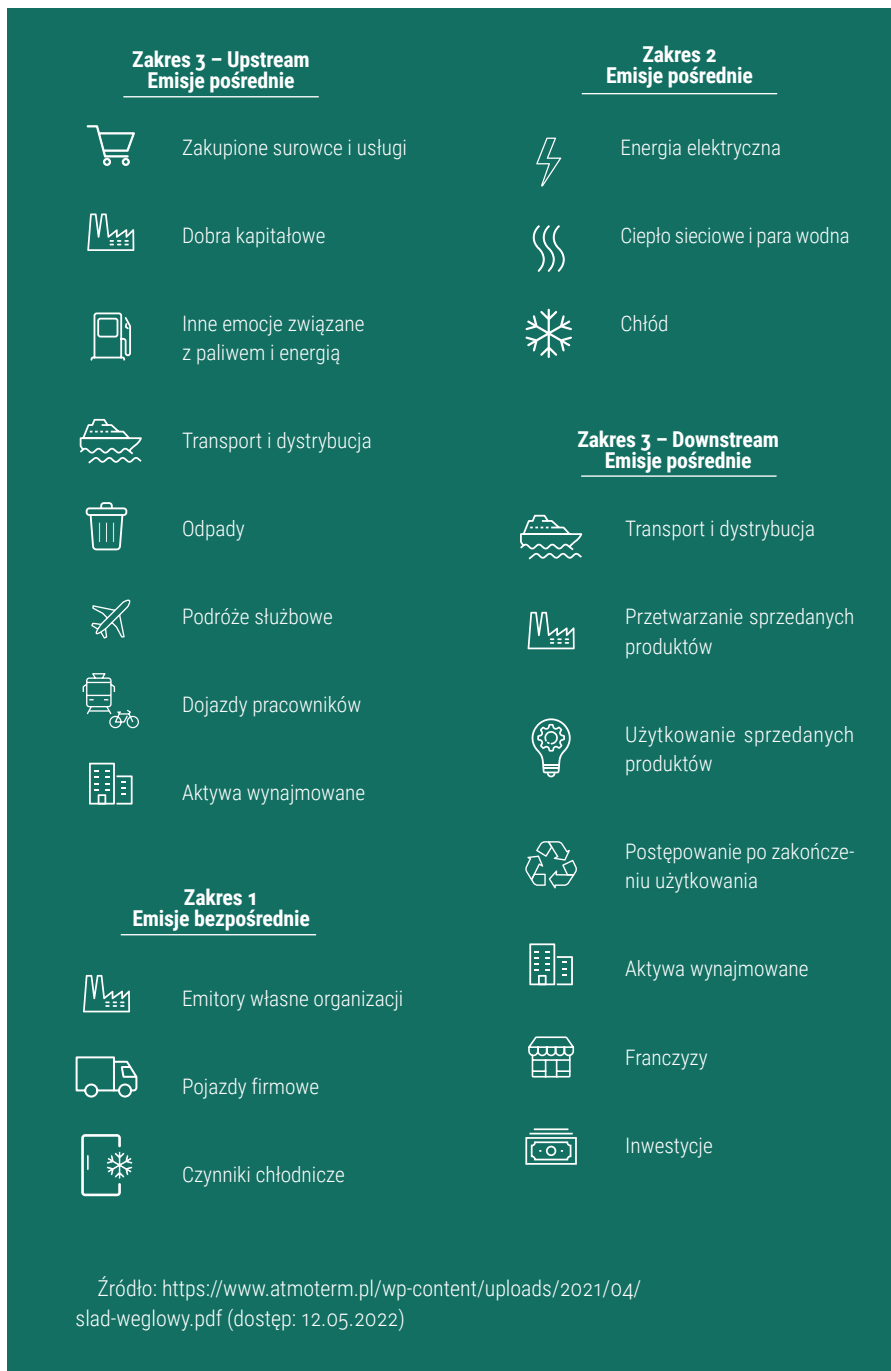 Zakres 3 – Upstream
Emisje pośrednie
Zakupione surowce i usługi
Dobra kapitałowe
Inne emocje związane
z paliwem i energią
Transport i dystrybucja
Odpady
Podróże służbowe
Dojazdy pracowników
Aktywa wynajmowane
Zakres 1
Emisje bezpośrednie
Emitory własne organizacji
Pojazdy firmowe
Czynniki chłodnicze
Zakres 2
Emisje pośrednie
Energia elektryczna
Ciepło sieciowe i para wodna
Chłód
Zakres 3 – Downstream
Emisje pośrednie
Transport i dystrybucja
Przetwarzanie sprzedanych
produktów
Użytkowanie sprzedanych
produktów
Postępowanie po zakończe-
niu użytkowania
Aktywa wynajmowane
Franczyzy
Inwestycje
Źródło: https://www.atmoterm.pl/wp-content/uploads/2021/04/
slad-weglowy.pdf (dostęp: 12.05.2022)